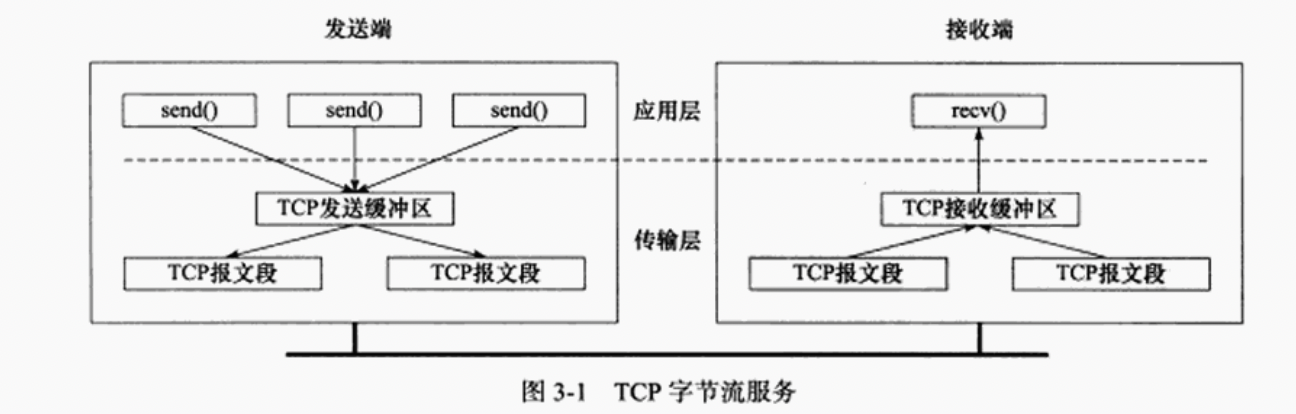 发送端 接收端
send() send() send() 应用层 recv()
TCP发送缓冲区 TCP接收缓冲区
传输层
TCP报文段 TCP报文段 TCP报文段 TCP报文段
图 3-1 TCP 字节流服务